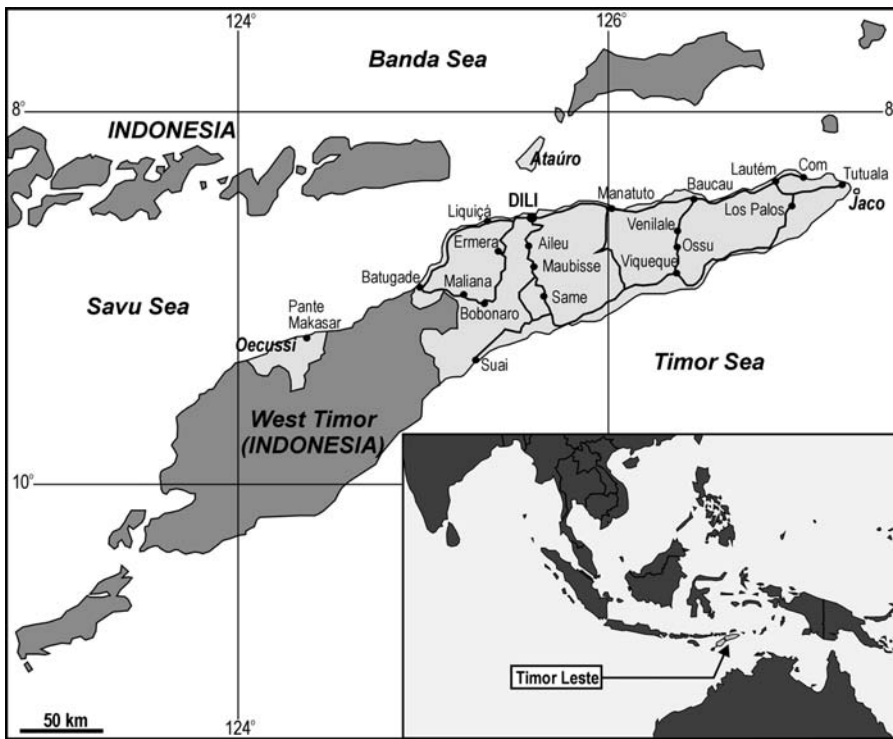 124°
126°
Banda Sea
8°
8
INDONESIA
Ataúro
Lautém
Com
Tutuala
Baucau
Manatuto
DILI
Liquiçá
Los Palos
Jaco
Venilale
Ermera
Aileu
Ossu
Maubisse
Viqueque
Batugade
Maliana
Same
Bobonaro
Savu Sea
Pante
Makasar
Oecussi
Suai
Timor Sea
West Timor
(INDONESIA)
10°
Timor Leste
50 km
124°